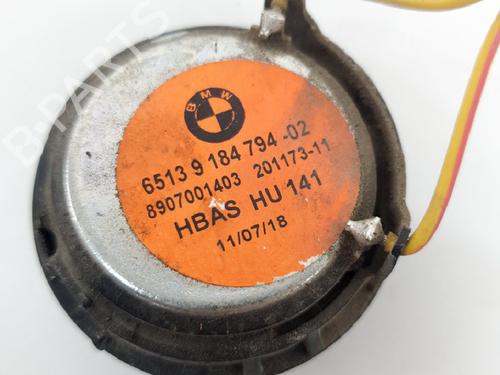 B-PARTS
BMW
6513 9 184 794-02
8907001403 201173-11
HBAS HU 141
11/07/18